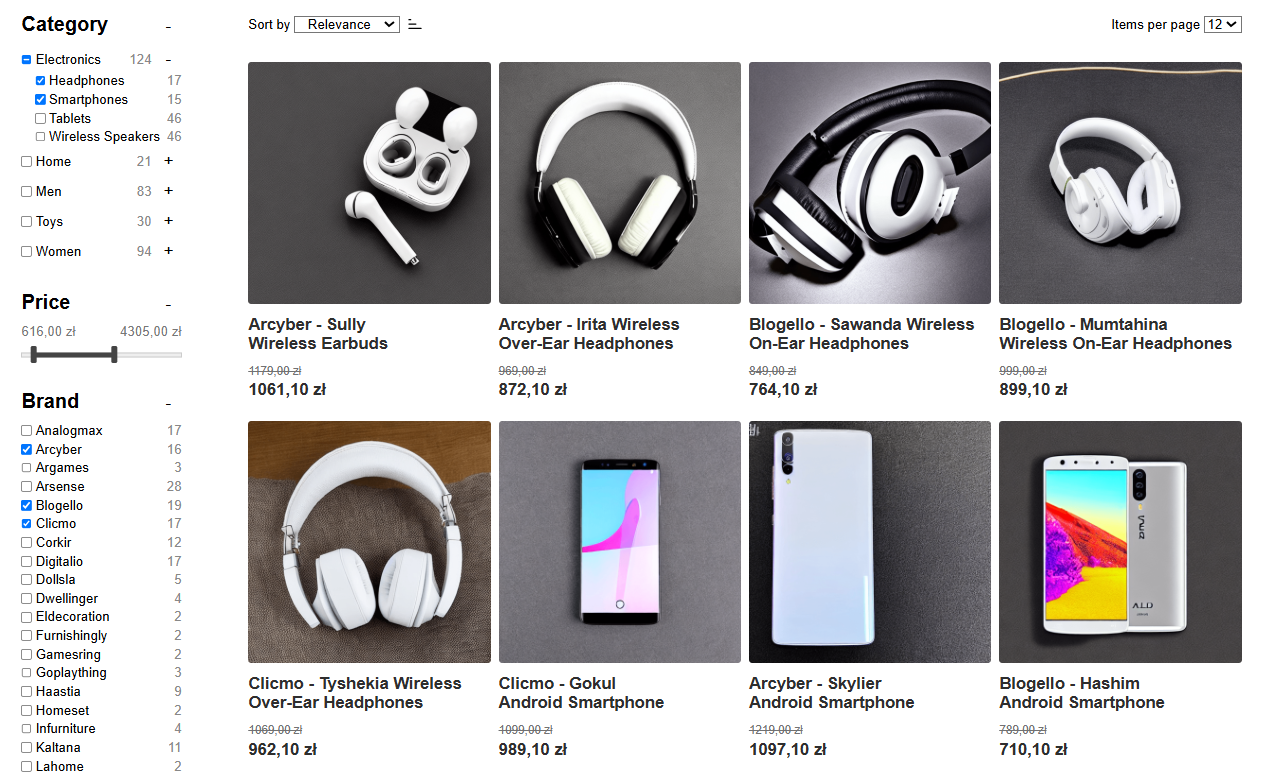 Category -
Electronics 124 -
Headphones 17
Smartphones 15
Tablets 46
Wireless Speakers 46
Home 21 +
Men 83 +
Toys 30 +
Women 94 +
Price -
616,00 zł 4305,00 zł
Brand -
Analogmax 17
Arcyber 16
Argames 3
Arsense 28
Blogello 19
Clicmo 17
Corkir 12
Digitalio 17
Dollsla 5
Dwellinger 4
Eldecoration 2
Furnishingly 2
Gamesring 2
Goplaything 3
Haastia 9
Homeset 2
Infurniture 4
Kaltana 11
Lahome 2
Sort by Relevance
Items per page 12
Arcyber - Sully
Wireless Earbuds
1179,00 zł
1061,10 zł
Arcyber - Irita Wireless
Over-Ear Headphones
969,00 zł
872,10 zł
Blogello - Sawanda Wireless
On-Ear Headphones
849,00 zł
764,10 zł
Blogello - Mumtahina
Wireless On-Ear Headphones
999,00 zł
899,10 zł
Clicmo - Tyshekia Wireless
Over-Ear Headphones
1069,00 zł
962,10 zł
Clicmo - Gokul
Android Smartphone
1099,00 zł
989,10 zł
Arcyber - Skylier
Android Smartphone
1219,00 zł
1097,10 zł
Blogello - Hashim
Android Smartphone
789,00 zł
710,10 zł